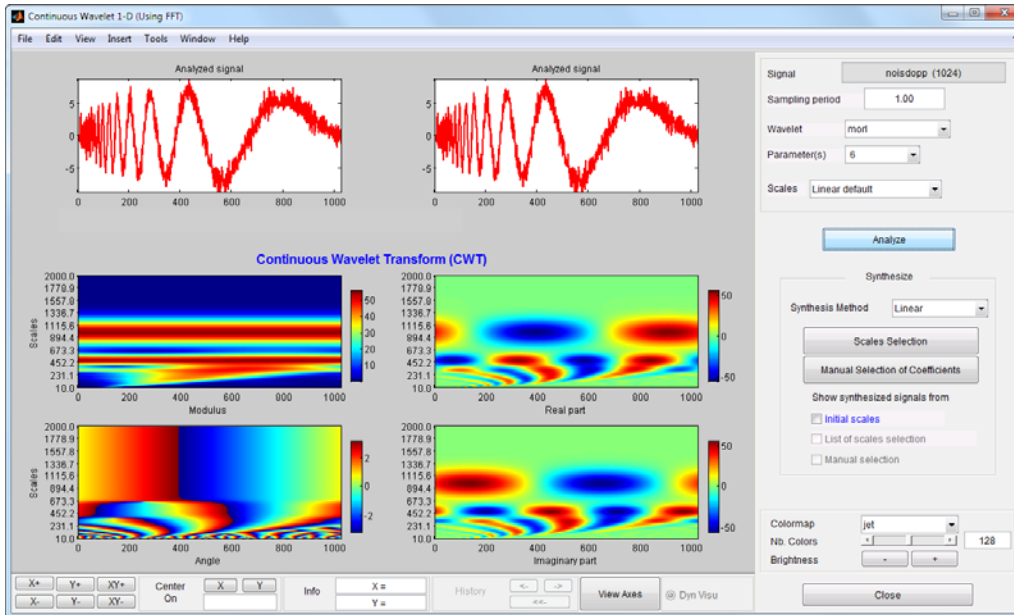 Continuous Wavelet 1-D (Using FFT)
File Edit View Insert Tools Window Help
Analyzed signal
5
0
-5
0 200 400 600 800 1000
Analyzed signal
5
0
-5
0 200 400 600 800 1000
Continuous Wavelet Transform (CWT)
2000.0
1778.9
1557.8
1336.7
1115.6
894.4
673.3
452.2
231.1
10.0
Scales
0 200 400 600 800 1000
Modulus
50
40
30
20
10
2000.0
1778.9
1557.8
1336.7
1115.6
894.4
673.3
452.2
231.1
10.0
0 200 400 600 800 1000
Real part
50
0
-50
2000.0
1778.9
1557.8
1336.7
1115.6
894.4
673.3
452.2
231.1
10.0
Scales
0 200 400 600 800 1000
Angle
2
0
-2
2000.0
1778.9
1557.8
1336.7
1115.6
894.4
673.3
452.2
231.1
10.0
0 200 400 600 800 1000
Imaginary part
50
0
-50
Signal noisdopp (1024)
Sampling period 1.00
Wavelet morl
Parameter(s) 6
Scales Linear default
Analyze
Synthesize
Synthesis Method Linear
Scales Selection
Manual Selection of Coefficients
Show synthesized signals from
Initial scales
List of scales selection
Manual selection
Colormap jet
Nb. Colors 128
Brightness - +
Close
X+ Y+ XY+
X- Y- XY-
Center On X Y
Info X =
Y =
History <- ->
<<-
View Axes
Dyn Visu